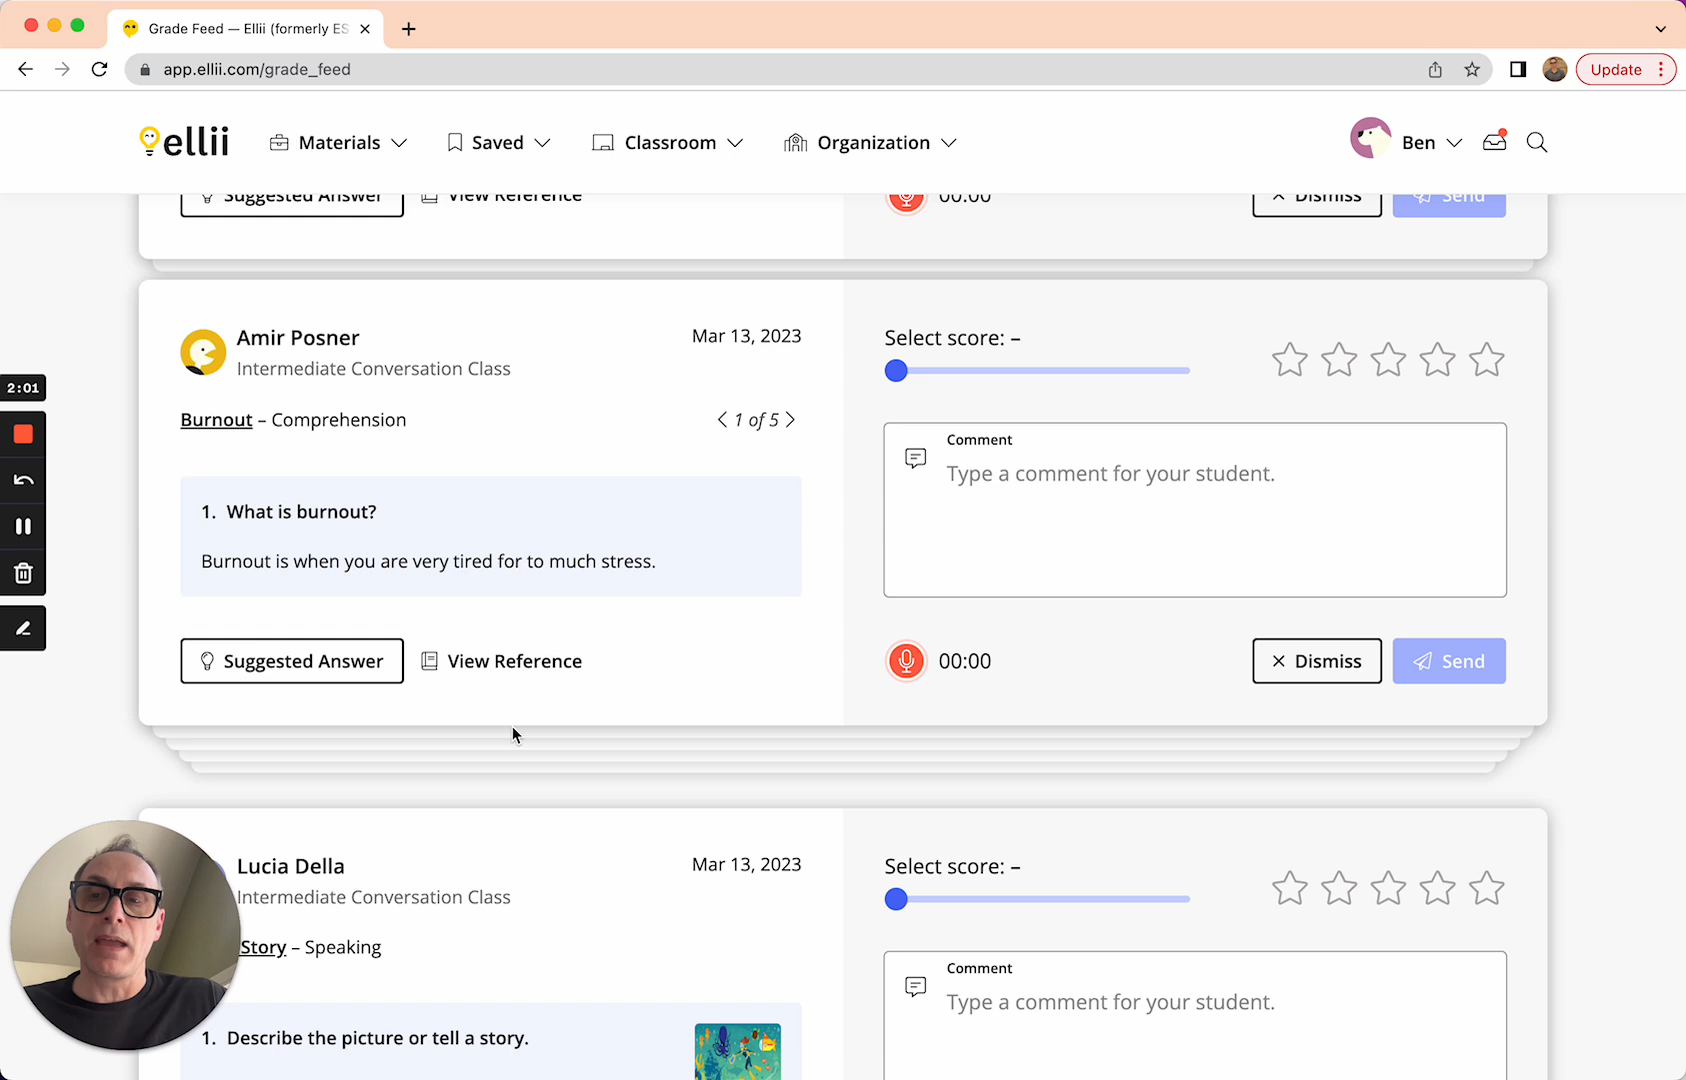 Grade Feed — Ellii (formerly ES
app.ellii.com/grade_feed
Update
ellii
Materials
Saved
Classroom
Organization
Ben
Suggested Answer
View Reference
00:00
Dismiss
Send
Amir Posner
Mar 13, 2023
Intermediate Conversation Class
Burnout – Comprehension
1 of 5
1. What is burnout?
Burnout is when you are very tired for to much stress.
Suggested Answer
View Reference
Select score: –
Comment
Type a comment for your student.
00:00
Dismiss
Send
2:01
Lucia Della
Mar 13, 2023
Intermediate Conversation Class
Story – Speaking
1. Describe the picture or tell a story.
Select score: –
Comment
Type a comment for your student.